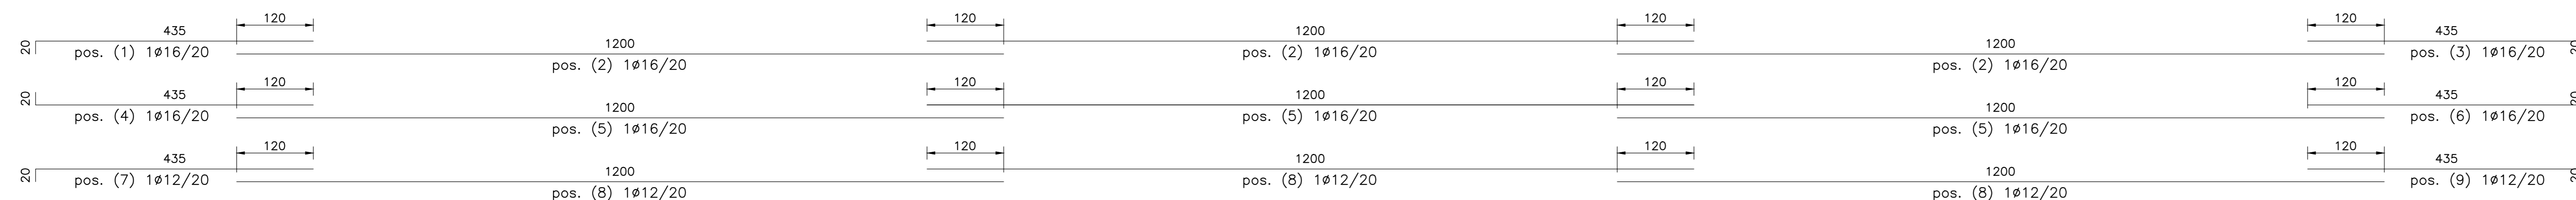 120 120 120 120
435 1200 435
20 pos. (1) 1ø16/20 1200 pos. (2) 1ø16/20 1200 pos. (3) 1ø16/20 20
pos. (2) 1ø16/20 pos. (2) 1ø16/20
120 120 120 120
435 1200 435
20 pos. (4) 1ø16/20 1200 pos. (5) 1ø16/20 1200 pos. (6) 1ø16/20 20
pos. (5) 1ø16/20 pos. (5) 1ø16/20
120 120 120 120
435 1200 435
20 pos. (7) 1ø12/20 1200 pos. (8) 1ø12/20 1200 pos. (9) 1ø12/20 20
pos. (8) 1ø12/20 pos. (8) 1ø12/20